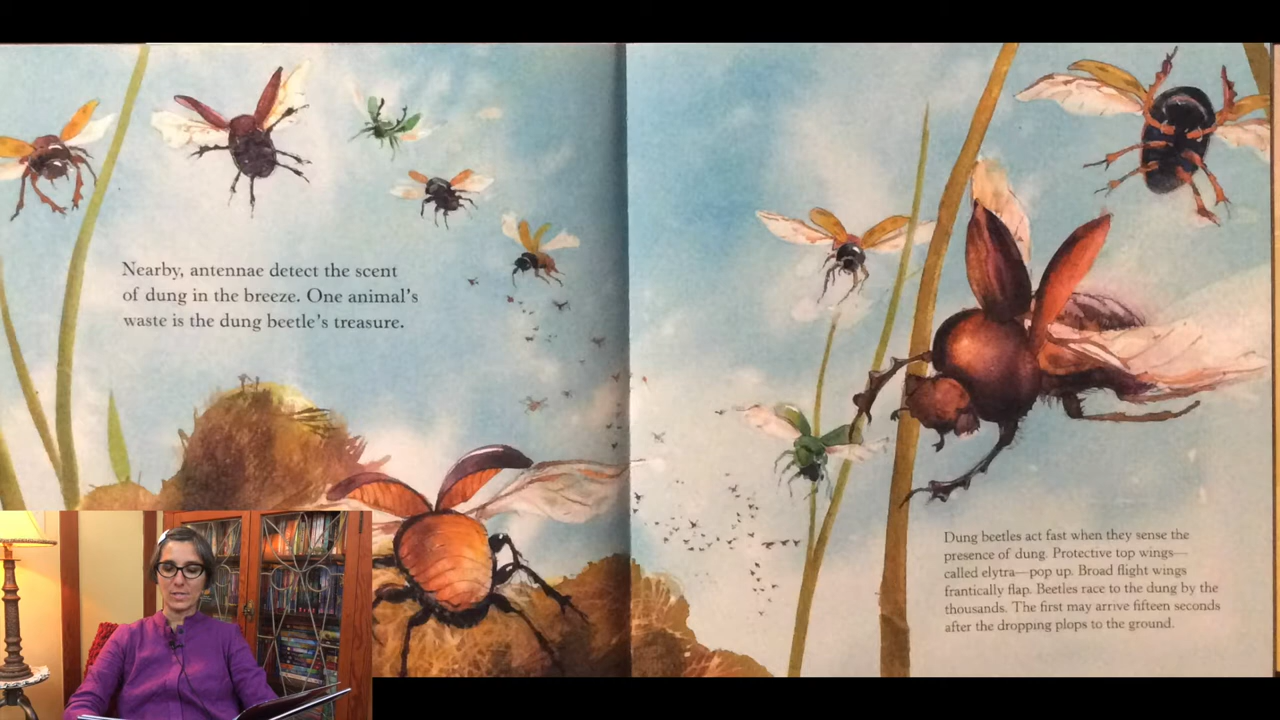 Nearby, antennae detect the scent
of dung in the breeze. One animal's
waste is the dung beetle's treasure.
Dung beetles act fast when they sense the
presence of dung. Protective top wings—
called elytra—pop up. Broad flight wings
frantically flap. Beetles race to the dung by the
thousands. The first may arrive fifteen seconds
after the dropping plops to the ground.